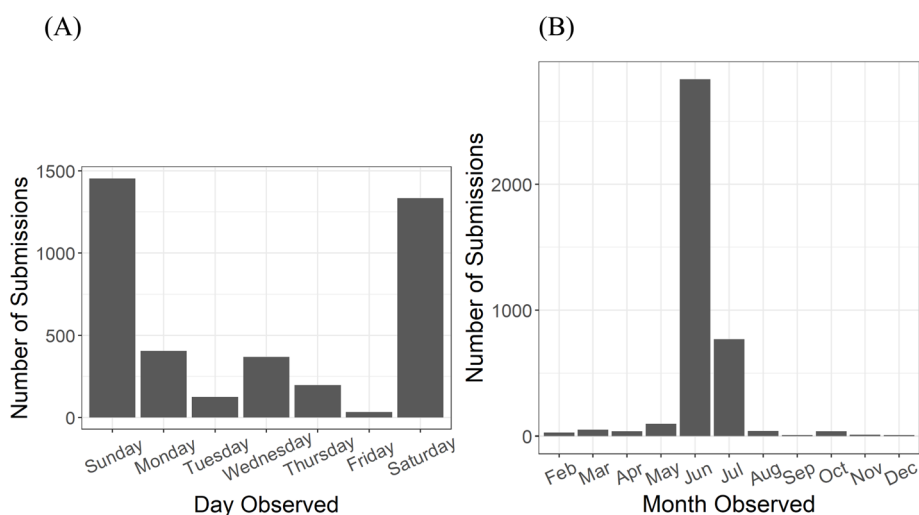 (A)
(B)
Number of Submissions
1500
1000
500
0
Sunday
Monday
Tuesday
Wednesday
Thursday
Friday
Saturday
Day Observed
Number of Submissions
2000
1000
0
Feb
Mar
Apr
May
Jun
Jul
Aug
Sep
Oct
Nov
Dec
Month Observed